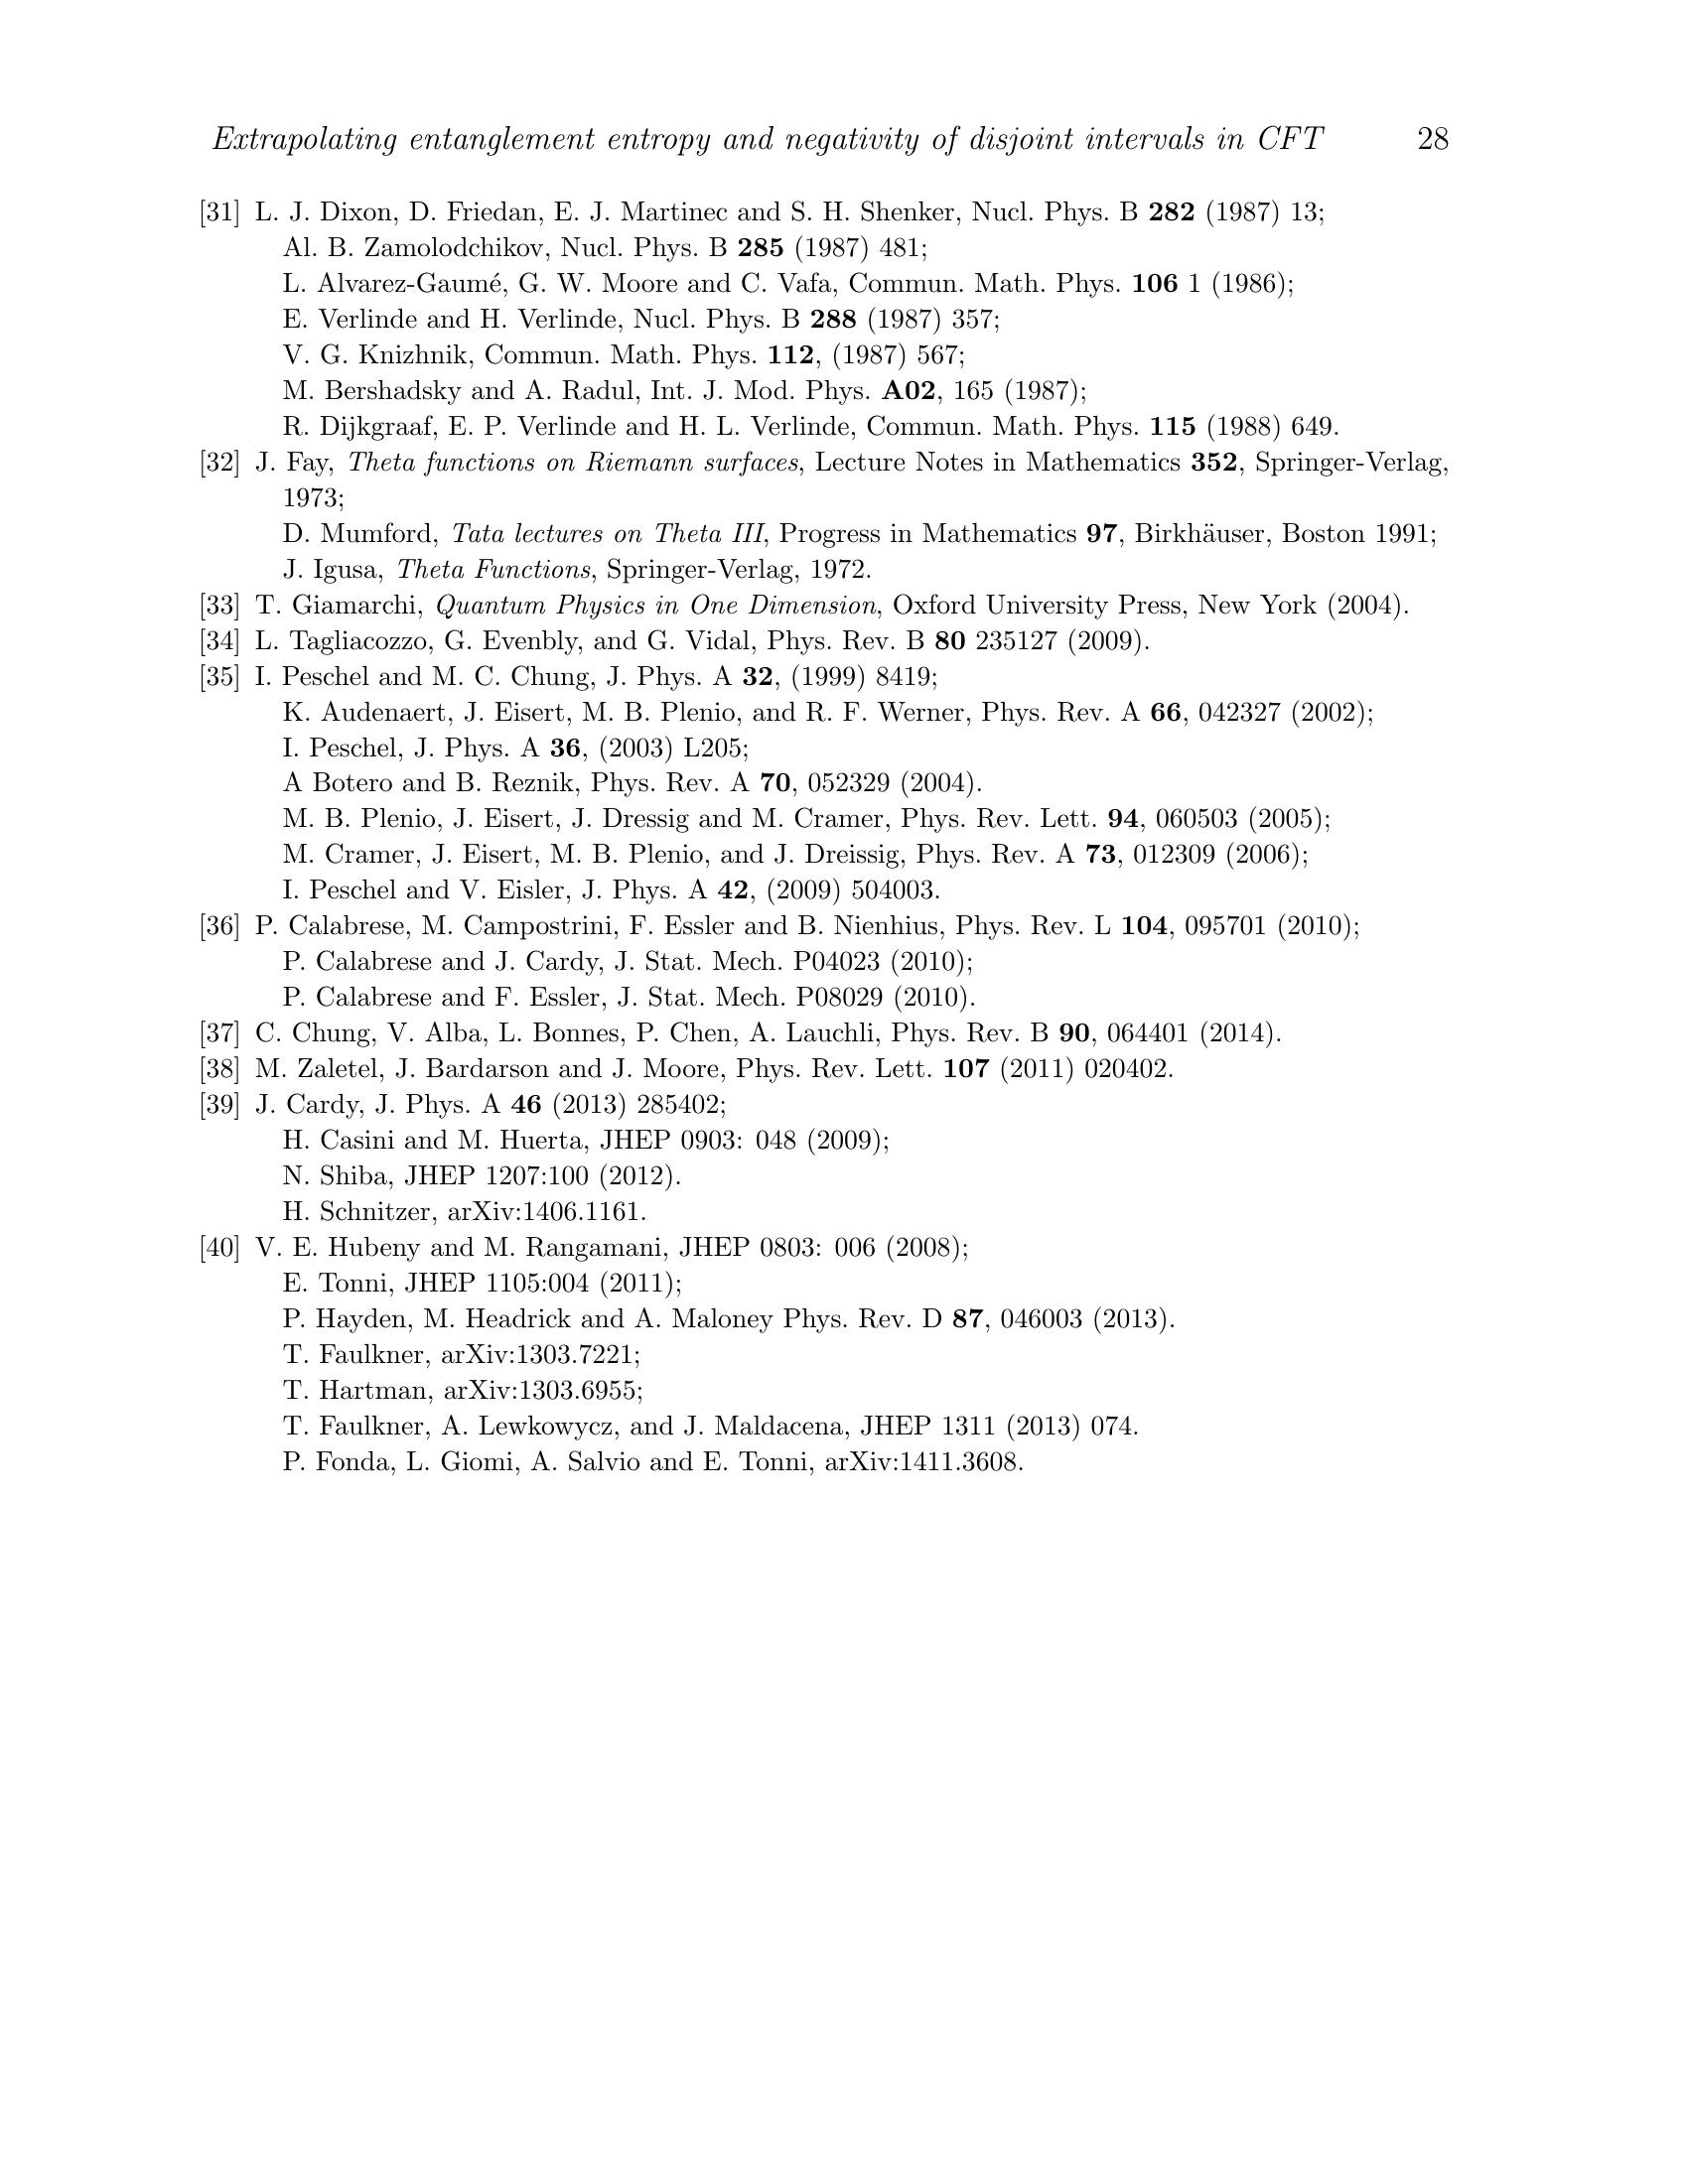 Extrapolating entanglement entropy and negativity of disjoint intervals in CFT 28
[31] L. J. Dixon, D. Friedan, E. J. Martinec and S. H. Shenker, Nucl. Phys. B 282 (1987) 13;
Al. B. Zamolodchikov, Nucl. Phys. B 285 (1987) 481;
L. Alvarez-Gaumé, G. W. Moore and C. Vafa, Commun. Math. Phys. 106 1 (1986);
E. Verlinde and H. Verlinde, Nucl. Phys. B 288 (1987) 357;
V. G. Knizhnik, Commun. Math. Phys. 112, (1987) 567;
M. Bershadsky and A. Radul, Int. J. Mod. Phys. A02, 165 (1987);
R. Dijkgraaf, E. P. Verlinde and H. L. Verlinde, Commun. Math. Phys. 115 (1988) 649.
[32] J. Fay, Theta functions on Riemann surfaces, Lecture Notes in Mathematics 352, Springer-Verlag,
1973;
D. Mumford, Tata lectures on Theta III, Progress in Mathematics 97, Birkhäuser, Boston 1991;
J. Igusa, Theta Functions, Springer-Verlag, 1972.
[33] T. Giamarchi, Quantum Physics in One Dimension, Oxford University Press, New York (2004).
[34] L. Tagliacozzo, G. Evenbly, and G. Vidal, Phys. Rev. B 80 235127 (2009).
[35] I. Peschel and M. C. Chung, J. Phys. A 32, (1999) 8419;
K. Audenaert, J. Eisert, M. B. Plenio, and R. F. Werner, Phys. Rev. A 66, 042327 (2002);
I. Peschel, J. Phys. A 36, (2003) L205;
A Botero and B. Reznik, Phys. Rev. A 70, 052329 (2004).
M. B. Plenio, J. Eisert, J. Dressig and M. Cramer, Phys. Rev. Lett. 94, 060503 (2005);
M. Cramer, J. Eisert, M. B. Plenio, and J. Dreissig, Phys. Rev. A 73, 012309 (2006);
I. Peschel and V. Eisler, J. Phys. A 42, (2009) 504003.
[36] P. Calabrese, M. Campostrini, F. Essler and B. Nienhius, Phys. Rev. L 104, 095701 (2010);
P. Calabrese and J. Cardy, J. Stat. Mech. P04023 (2010);
P. Calabrese and F. Essler, J. Stat. Mech. P08029 (2010).
[37] C. Chung, V. Alba, L. Bonnes, P. Chen, A. Lauchli, Phys. Rev. B 90, 064401 (2014).
[38] M. Zaletel, J. Bardarson and J. Moore, Phys. Rev. Lett. 107 (2011) 020402.
[39] J. Cardy, J. Phys. A 46 (2013) 285402;
H. Casini and M. Huerta, JHEP 0903: 048 (2009);
N. Shiba, JHEP 1207:100 (2012).
H. Schnitzer, arXiv:1406.1161.
[40] V. E. Hubeny and M. Rangamani, JHEP 0803: 006 (2008);
E. Tonni, JHEP 1105:004 (2011);
P. Hayden, M. Headrick and A. Maloney Phys. Rev. D 87, 046003 (2013).
T. Faulkner, arXiv:1303.7221;
T. Hartman, arXiv:1303.6955;
T. Faulkner, A. Lewkowycz, and J. Maldacena, JHEP 1311 (2013) 074.
P. Fonda, L. Giomi, A. Salvio and E. Tonni, arXiv:1411.3608.